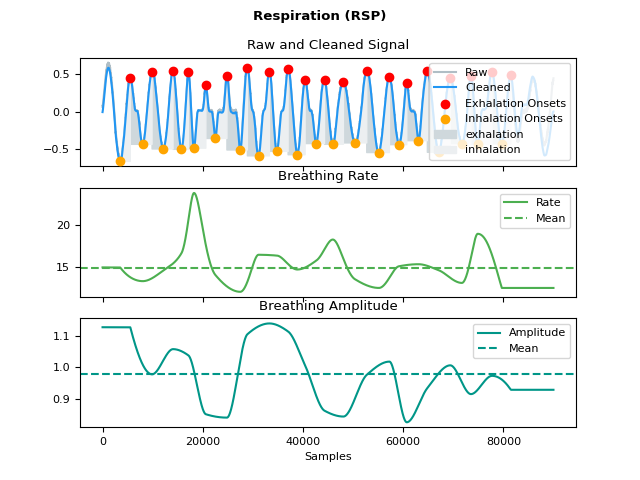 Respiration (RSP)
Raw and Cleaned Signal
0.5
0.0
−0.5
Raw
Cleaned
Exhalation Onsets
Inhalation Onsets
exhalation
inhalation
Breathing Rate
20
15
Rate
Mean
Breathing Amplitude
1.1
1.0
0.9
Amplitude
Mean
0 20000 40000 60000 80000
Samples